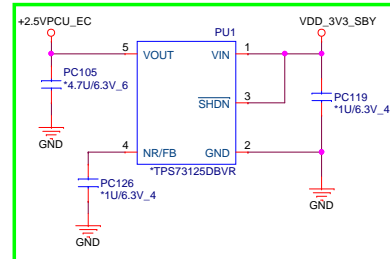 +2.5VPCU_EC
VDD_3V3_SBY
PU1
5
VOUT
VIN
1
PC105
*4.7U/6.3V_6
PC119
*1U/6.3V_4
SHDN
3
GND
4
NR/FB
GND
2
*TPS73125DBVR
PC126
*1U/6.3V_4
GND
GND